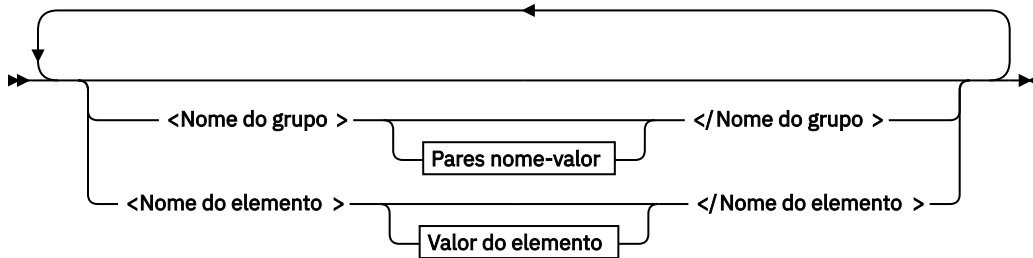 <Nome do grupo > </Nome do grupo >
Pares nome-valor
<Nome do elemento > </Nome do elemento >
Valor do elemento